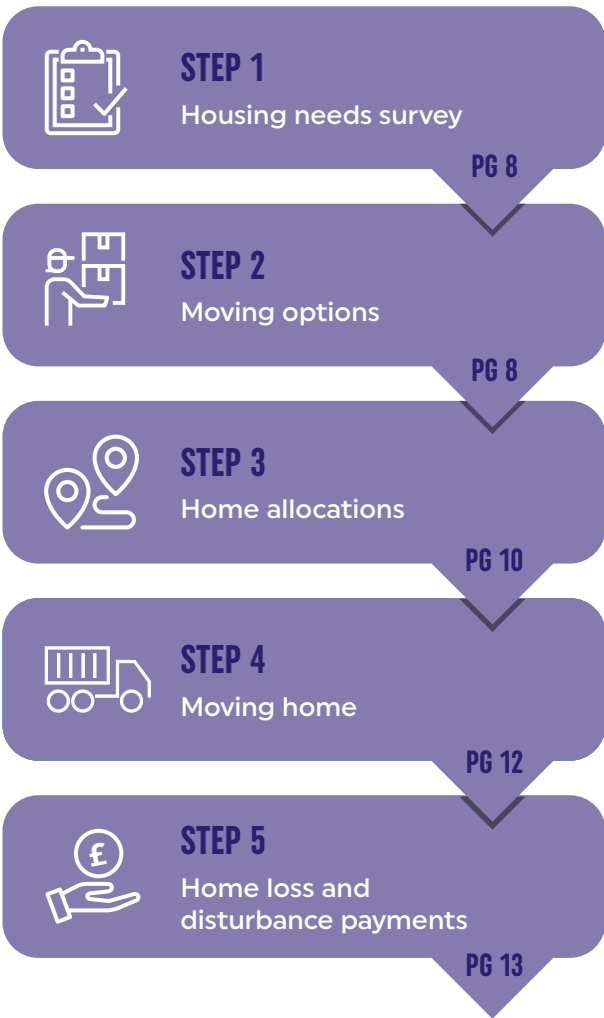 STEP 1
Housing needs survey
PG 8
STEP 2
Moving options
PG 8
STEP 3
Home allocations
PG 10
STEP 4
Moving home
PG 12
£
STEP 5
Home loss and
disturbance payments
PG 13